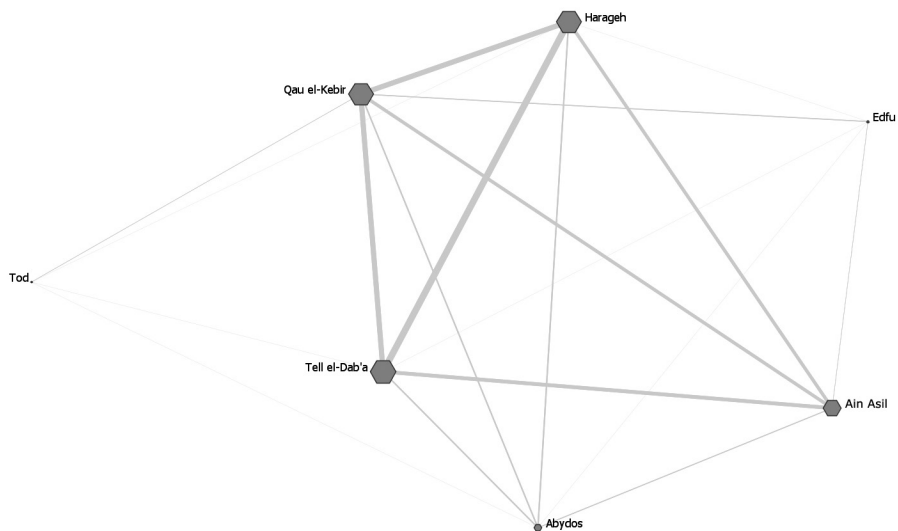 Harageh
Qau el-Kebir
Edfu
Tod
Tell el-Dab'a
Ain Asil
Abydos